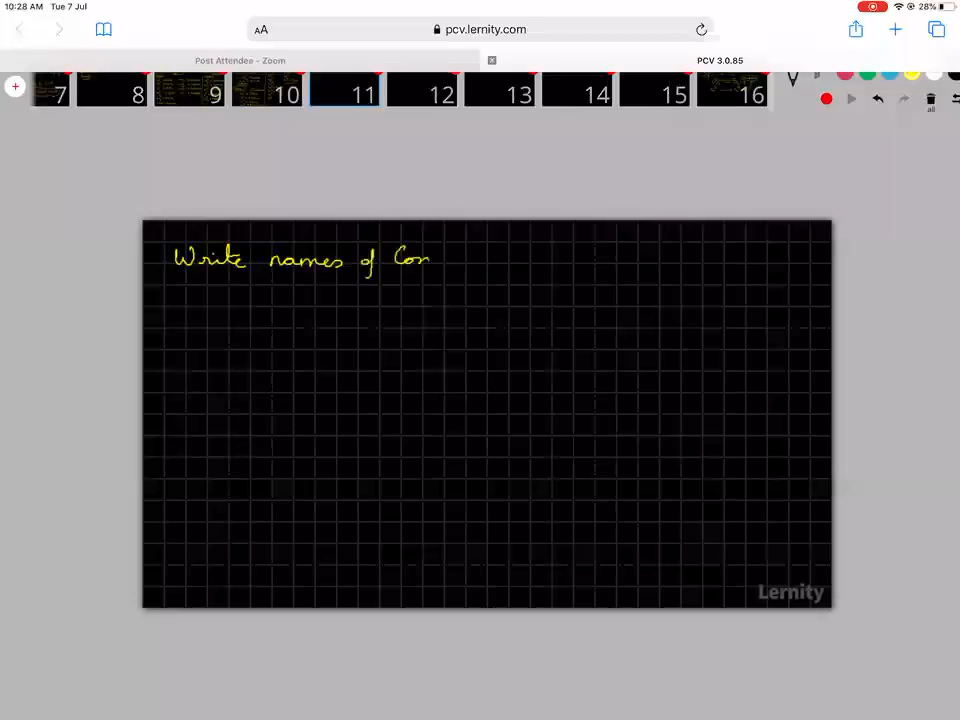 10:28 AM Tue 7 Jul 28%
AA pcv.lernity.com
Post Attendee - Zoom PCV 3.0.85
7 8 9 10 11 12 13 14 15 16
all
Write names of Con
Lernity